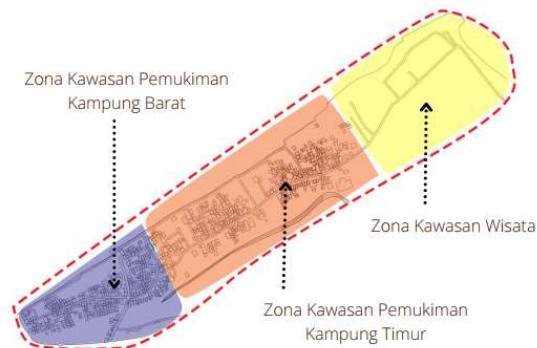 Zona Kawasan Pemukiman
Kampung Barat
Zona Kawasan Wisata
Zona Kawasan Pemukiman
Kampung Timur